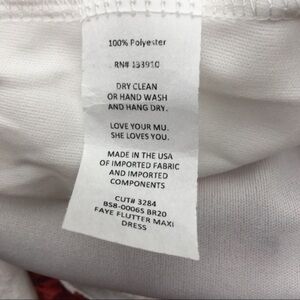 100% Polyester
RN# 133910
DRY CLEAN
OR HAND WASH
AND HANG DRY.
LOVE YOUR MU.
SHE LOVES YOU.
MADE IN THE USA
OF IMPORTED FABRIC
AND IMPORTED
COMPONENTS
CUT# 3284
BS8-0006S BR20
FAYE FLUTTER MAXI
DRESS